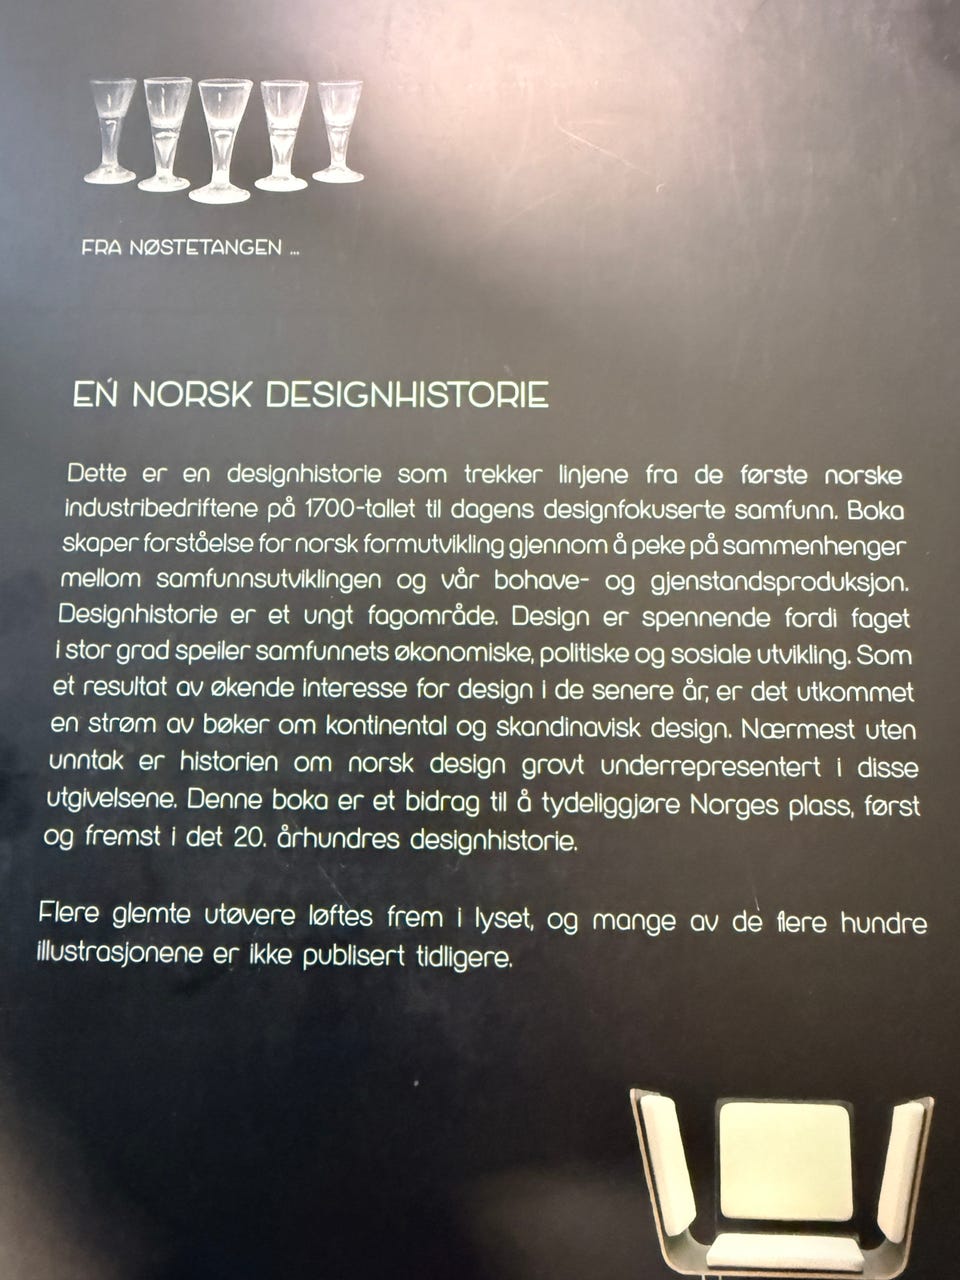 FRA NØSTETANGEN ...
EN NORSK DESIGNHISTORIE
Dette er en designhistorie som trekker linjene fra de første norske
industribedriftene på 1700-tallet til dagens designfokuserte samfunn. Boka
skaper forståelse for norsk formutvikling gjennom å peke på sammenhenger
mellom samfunnsutviklingen og vår bohave- og gjenstandsproduksjon.
Designhistorie er et ungt fagområde. Design er spennende fordi faget
i stor grad speiler samfunnets økonomiske, politiske og sosiale utvikling. Som
et resultat av økende interesse for design i de senere år, er det utkommet
en strøm av bøker om kontinental og skandinavisk design. Nærmest uten
unntak er historien om norsk design grovt underrepresentert i disse
utgivelsene. Denne boka er et bidrag til å tydeliggjøre Norges plass, først
og fremst i det 20. århundres designhistorie.
Flere glemte utøvere løftes frem i lyset, og mange av de flere hundre
illustrasjonene er ikke publisert tidligere.